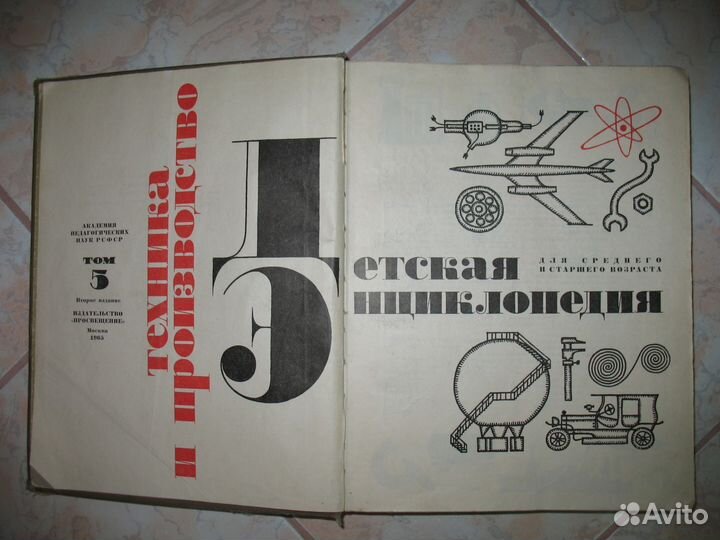 АКАДЕМИЯ
ПЕДАГОГИЧЕСКИХ
НАУК РСФСР
ТОМ
5
Второе издание
ИЗДАТЕЛЬСТВО
«ПРОСВЕЩЕНИЕ»
Москва
1965
техника
и производство
Детская
Энциклопедия
ДЛЯ СРЕДНЕГО
И СТАРШЕГО ВОЗРАСТА
Avito